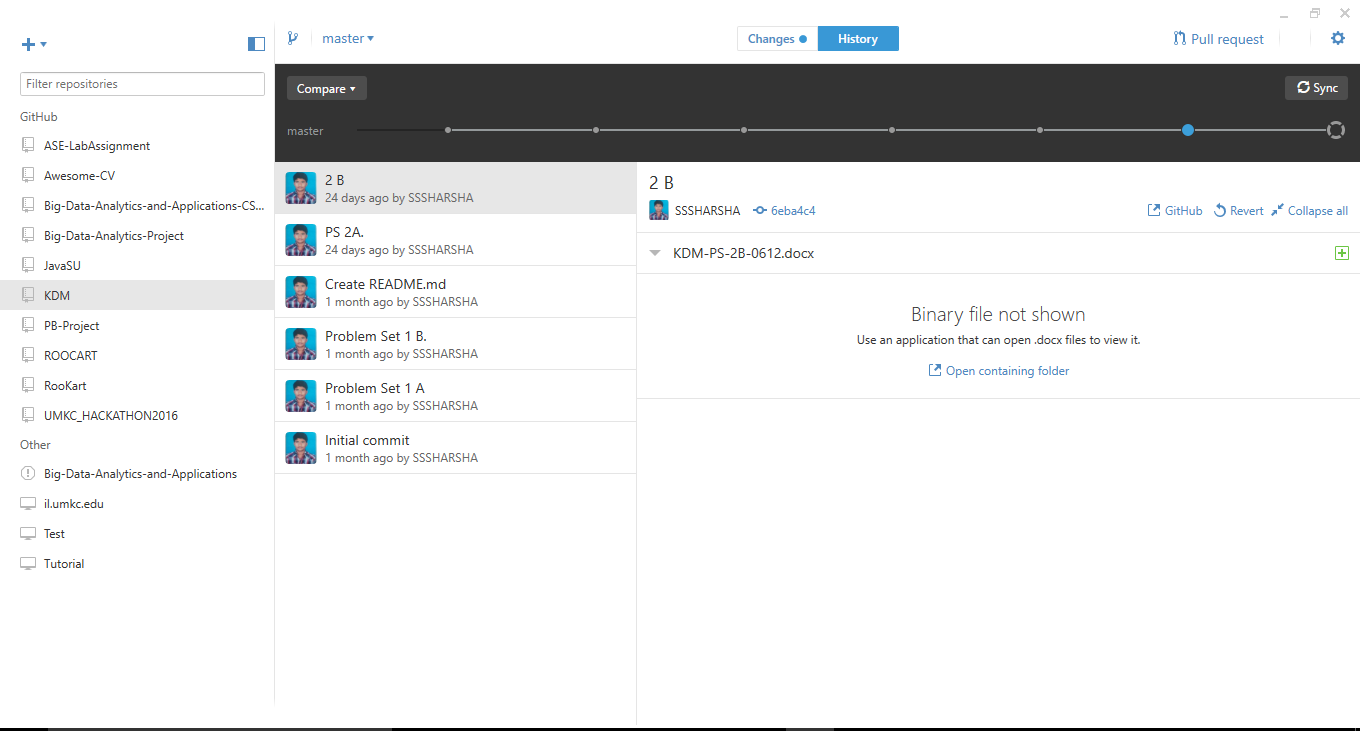 master
Changes
History
Pull request
Filter repositories
GitHub
ASE-LabAssignment
Awesome-CV
Big-Data-Analytics-and-Applications-CS...
Big-Data-Analytics-Project
JavaSU
KDM
PB-Project
ROOCART
RooKart
UMKC_HACKATHON2016
Other
Big-Data-Analytics-and-Applications
il.umkc.edu
Test
Tutorial
Compare
Sync
master
2 B
24 days ago by SSSHARSHA
PS 2A.
24 days ago by SSSHARSHA
Create README.md
1 month ago by SSSHARSHA
Problem Set 1 B.
1 month ago by SSSHARSHA
Problem Set 1 A
1 month ago by SSSHARSHA
Initial commit
1 month ago by SSSHARSHA
2 B
SSSHARSHA 6eba4c4 GitHub Revert Collapse all
KDM-PS-2B-0612.docx
Binary file not shown
Use an application that can open .docx files to view it.
Open containing folder